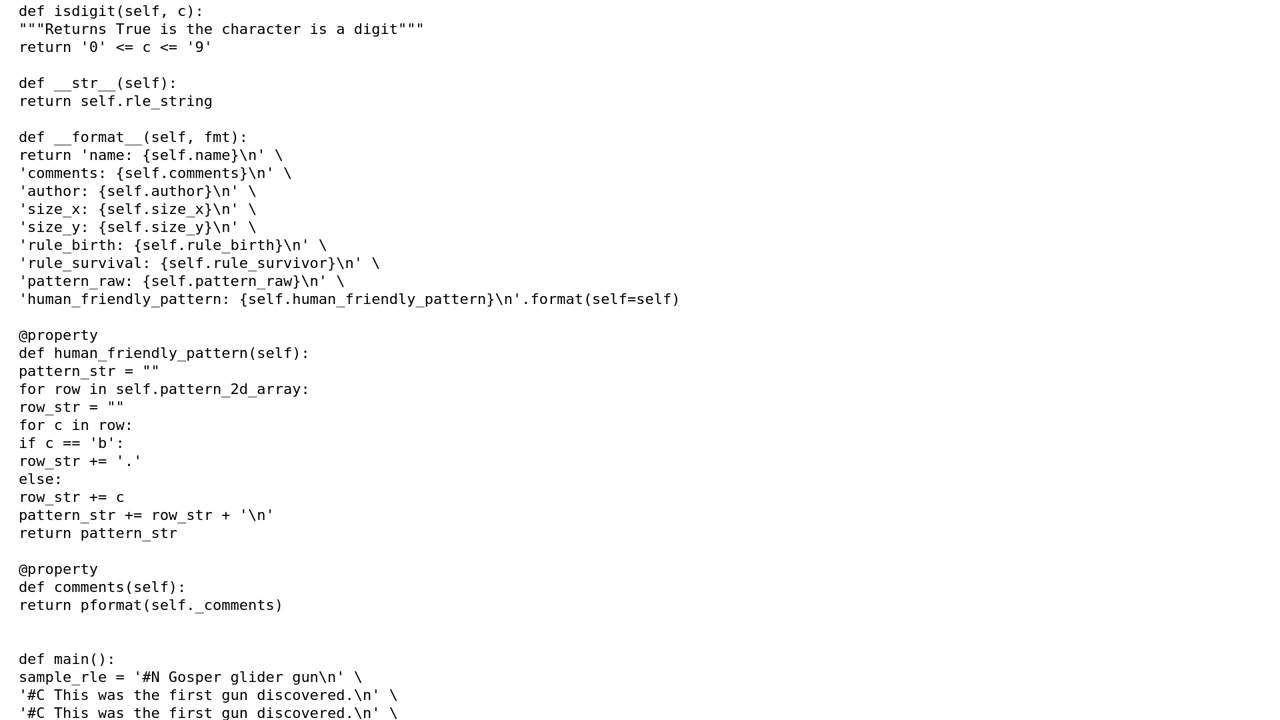 def isdigit(self, c):
"""Returns True is the character is a digit"""
return '0' <= c <= '9'

def __str__(self):
return self.rle_string

def __format__(self, fmt):
return 'name: {self.name}\n' \
'comments: {self.comments}\n' \
'author: {self.author}\n' \
'size_x: {self.size_x}\n' \
'size_y: {self.size_y}\n' \
'rule_birth: {self.rule_birth}\n' \
'rule_survival: {self.rule_survivor}\n' \
'pattern_raw: {self.pattern_raw}\n' \
'human_friendly_pattern: {self.human_friendly_pattern}\n'.format(self=self)

@property
def human_friendly_pattern(self):
pattern_str = ""
for row in self.pattern_2d_array:
row_str = ""
for c in row:
if c == 'b':
row_str += '.'
else:
row_str += c
pattern_str += row_str + '\n'
return pattern_str

@property
def comments(self):
return pformat(self._comments)


def main():
sample_rle = '#N Gosper glider gun\n' \
'#C This was the first gun discovered.\n' \
'#C This was the first gun discovered.\n' \